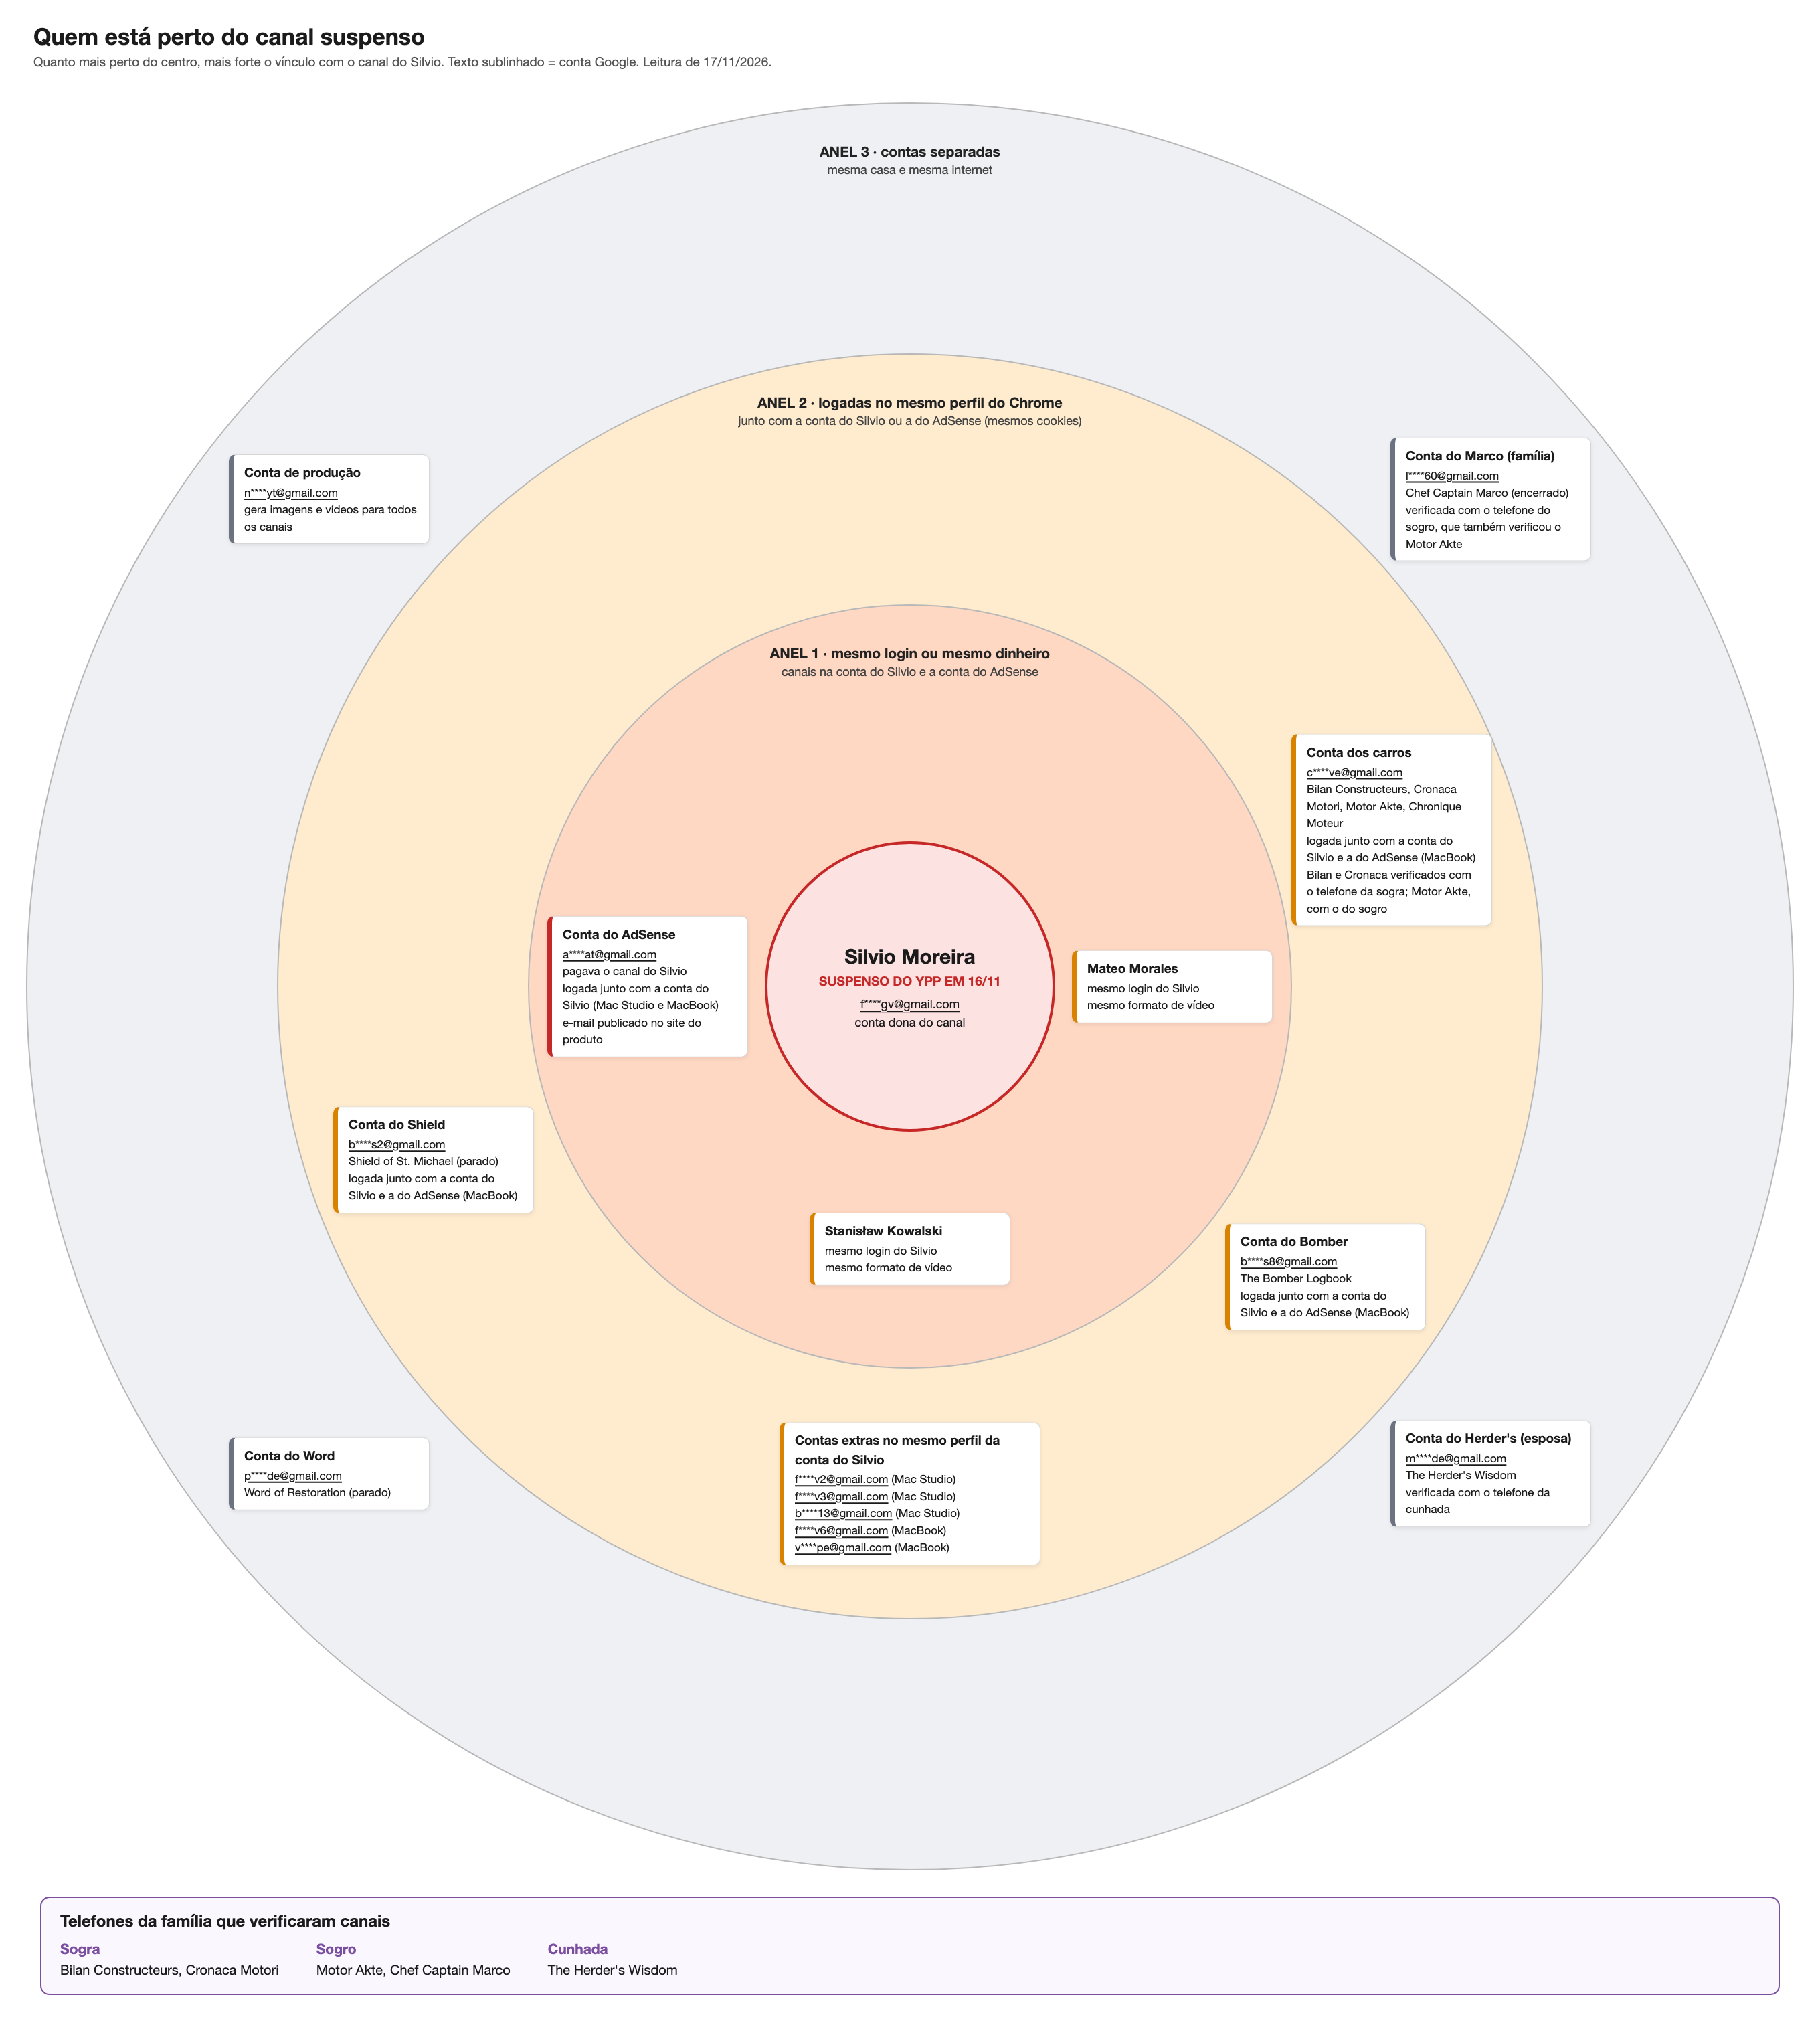 Quem está perto do canal suspenso
Quanto mais perto do centro, mais forte o vínculo com o canal do Silvio. Texto sublinhado = conta Google. Leitura de 17/11/2026.
ANEL 3 · contas separadas
mesma casa e mesma internet
ANEL 2 · logadas no mesmo perfil do Chrome
junto com a conta do Silvio ou a do AdSense (mesmos cookies)
Conta de produção
n****yt@gmail.com
gera imagens e vídeos para todos
os canais
Conta do Marco (família)
l****60@gmail.com
Chef Captain Marco (encerrado)
verificada com o telefone do
sogro, que também verificou o
Motor Akte
ANEL 1 · mesmo login ou mesmo dinheiro
canais na conta do Silvio e a conta do AdSense
Conta dos carros
c****ve@gmail.com
Bilan Constructeurs, Cronaca
Motori, Motor Akte, Chronique
Moteur
logada junto com a conta do
Silvio e a do AdSense (MacBook)
Bilan e Cronaca verificados com
o telefone da sogra; Motor Akte,
com o do sogro
Conta do AdSense
a****at@gmail.com
pagava o canal do Silvio
logada junto com a conta do
Silvio (Mac Studio e MacBook)
e-mail publicado no site do
produto
Silvio Moreira
SUSPENSO DO YPP EM 16/11
f****gv@gmail.com
conta dona do canal
Mateo Morales
mesmo login do Silvio
mesmo formato de vídeo
Conta do Shield
b****s2@gmail.com
Shield of St. Michael (parado)
logada junto com a conta do
Silvio e a do AdSense (MacBook)
Stanisław Kowalski
mesmo login do Silvio
mesmo formato de vídeo
Conta do Bomber
b****s8@gmail.com
The Bomber Logbook
logada junto com a conta do
Silvio e a do AdSense (MacBook)
Conta do Word
p****de@gmail.com
Word of Restoration (parado)
Contas extras no mesmo perfil da
conta do Silvio
f****v2@gmail.com (Mac Studio)
f****v3@gmail.com (Mac Studio)
b****13@gmail.com (Mac Studio)
f****v6@gmail.com (MacBook)
v****pe@gmail.com (MacBook)
Conta do Herder's (esposa)
m****de@gmail.com
The Herder's Wisdom
verificada com o telefone da
cunhada
Telefones da família que verificaram canais
Sogra
Bilan Constructeurs, Cronaca Motori
Sogro
Motor Akte, Chef Captain Marco
Cunhada
The Herder's Wisdom